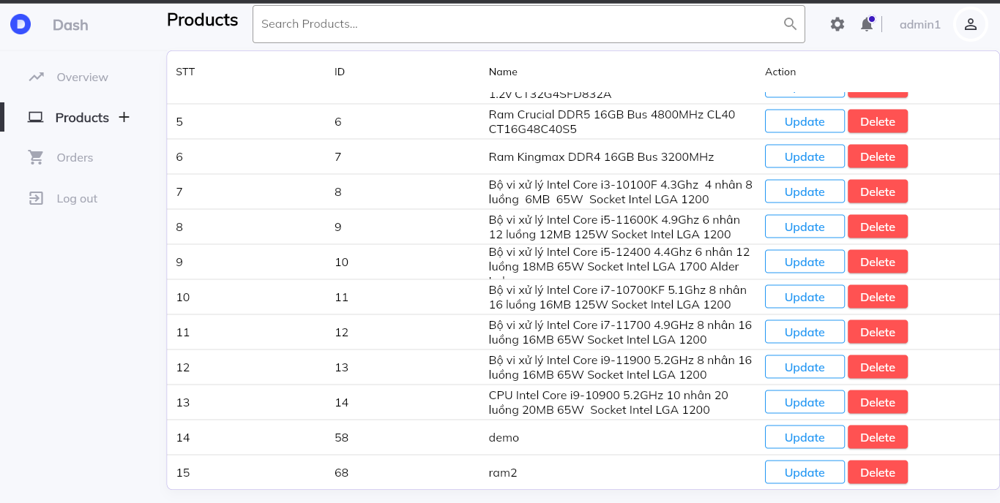 D Dash
Products
Search Products...
admin1
Overview
Products +
Orders
Log out
STT ID Name Action
1.2v CT32G4SFD832A
5 6 Ram Crucial DDR5 16GB Bus 4800MHz CL40
CT16G48C40S5 Update Delete
6 7 Ram Kingmax DDR4 16GB Bus 3200MHz Update Delete
7 8 Bộ vi xử lý Intel Core i3-10100F 4.3Ghz  4 nhân 8
luồng  6MB  65W  Socket Intel LGA 1200 Update Delete
8 9 Bộ vi xử lý Intel Core i5-11600K 4.9Ghz 6 nhân
12 luồng 12MB 125W Socket Intel LGA 1200 Update Delete
9 10 Bộ vi xử lý Intel Core i5-12400 4.4Ghz 6 nhân 12
luồng 18MB 65W Socket Intel LGA 1700 Alder Update Delete
10 11 Bộ vi xử lý Intel Core i7-10700KF 5.1Ghz 8 nhân
16 luồng 16MB 125W Socket Intel LGA 1200 Update Delete
11 12 Bộ vi xử lý Intel Core i7-11700 4.9GHz 8 nhân 16
luồng 16MB 65W Socket Intel LGA 1200 Update Delete
12 13 Bộ vi xử lý Intel Core i9-11900 5.2GHz 8 nhân 16
luồng 16MB 65W Socket Intel LGA 1200 Update Delete
13 14 CPU Intel Core i9-10900 5.2GHz 10 nhân 20
luồng 20MB 65W  Socket Intel LGA 1200 Update Delete
14 58 demo Update Delete
15 68 ram2 Update Delete